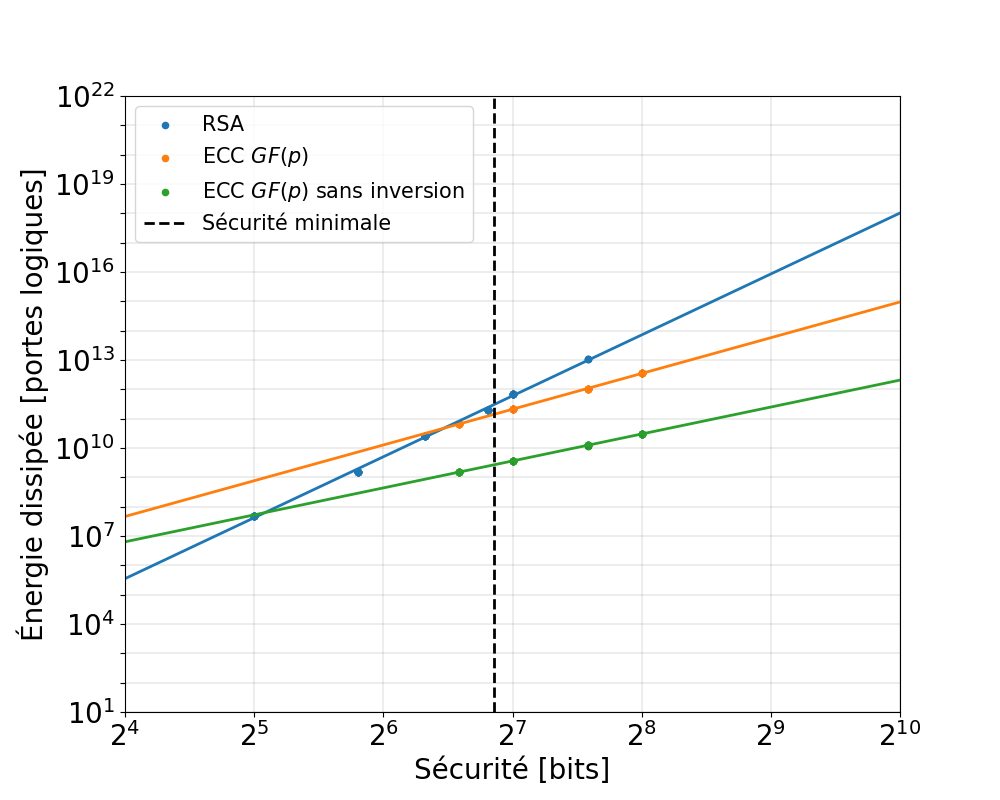 10^22
10^19
10^16
10^13
10^10
10^7
10^4
10^1
Énergie dissipée [portes logiques]
RSA
ECC GF(p)
ECC GF(p) sans inversion
Sécurité minimale
2^4 2^5 2^6 2^7 2^8 2^9 2^10
Sécurité [bits]